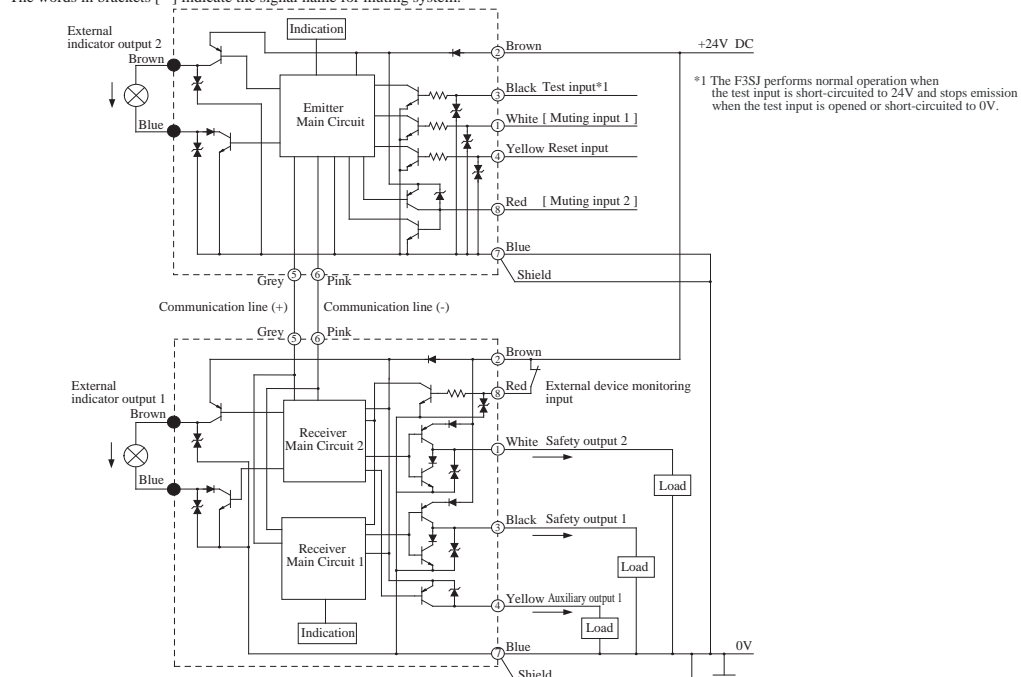 The words in brackets [ ] indicate the signal name for muting system.
External
indicator output 2
Brown
Blue
Indication
Emitter
Main Circuit
2 Brown
+24V DC
3 Black Test input*1
1 White [ Muting input 1 ]
4 Yellow Reset input
8 Red [ Muting input 2 ]
7 Blue
Shield
*1 The F3SJ performs normal operation when
the test input is short-circuited to 24V and stops emission
when the test input is opened or short-circuited to 0V.
Grey 5 6 Pink
Communication line (+) Communication line (-)
Grey 5 6 Pink
External
indicator output 1
Brown
Blue
Receiver
Main Circuit 2
Receiver
Main Circuit 1
Indication
2 Brown
8 Red External device monitoring
input
1 White Safety output 2
Load
3 Black Safety output 1
Load
4 Yellow Auxiliary output 1
Load
7 Blue
0V
Shield